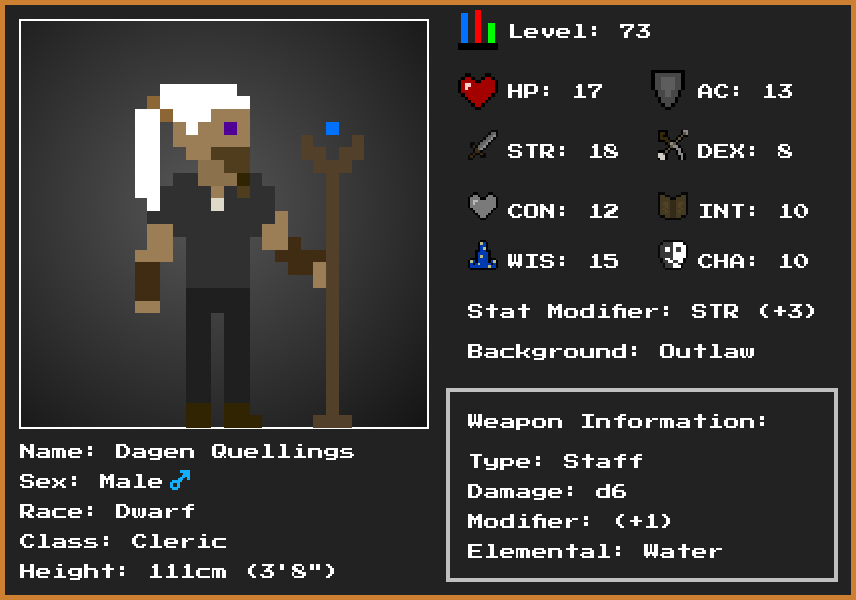 Level: 73
HP: 17
AC: 13
STR: 18
DEX: 8
CON: 12
INT: 10
WIS: 15
CHA: 10
Stat Modifier: STR (+3)
Background: Outlaw
Name: Dagen Quellings
Sex: Male♂
Race: Dwarf
Class: Cleric
Height: 111cm (3'8")
Weapon Information:
Type: Staff
Damage: d6
Modifier: (+1)
Elemental: Water